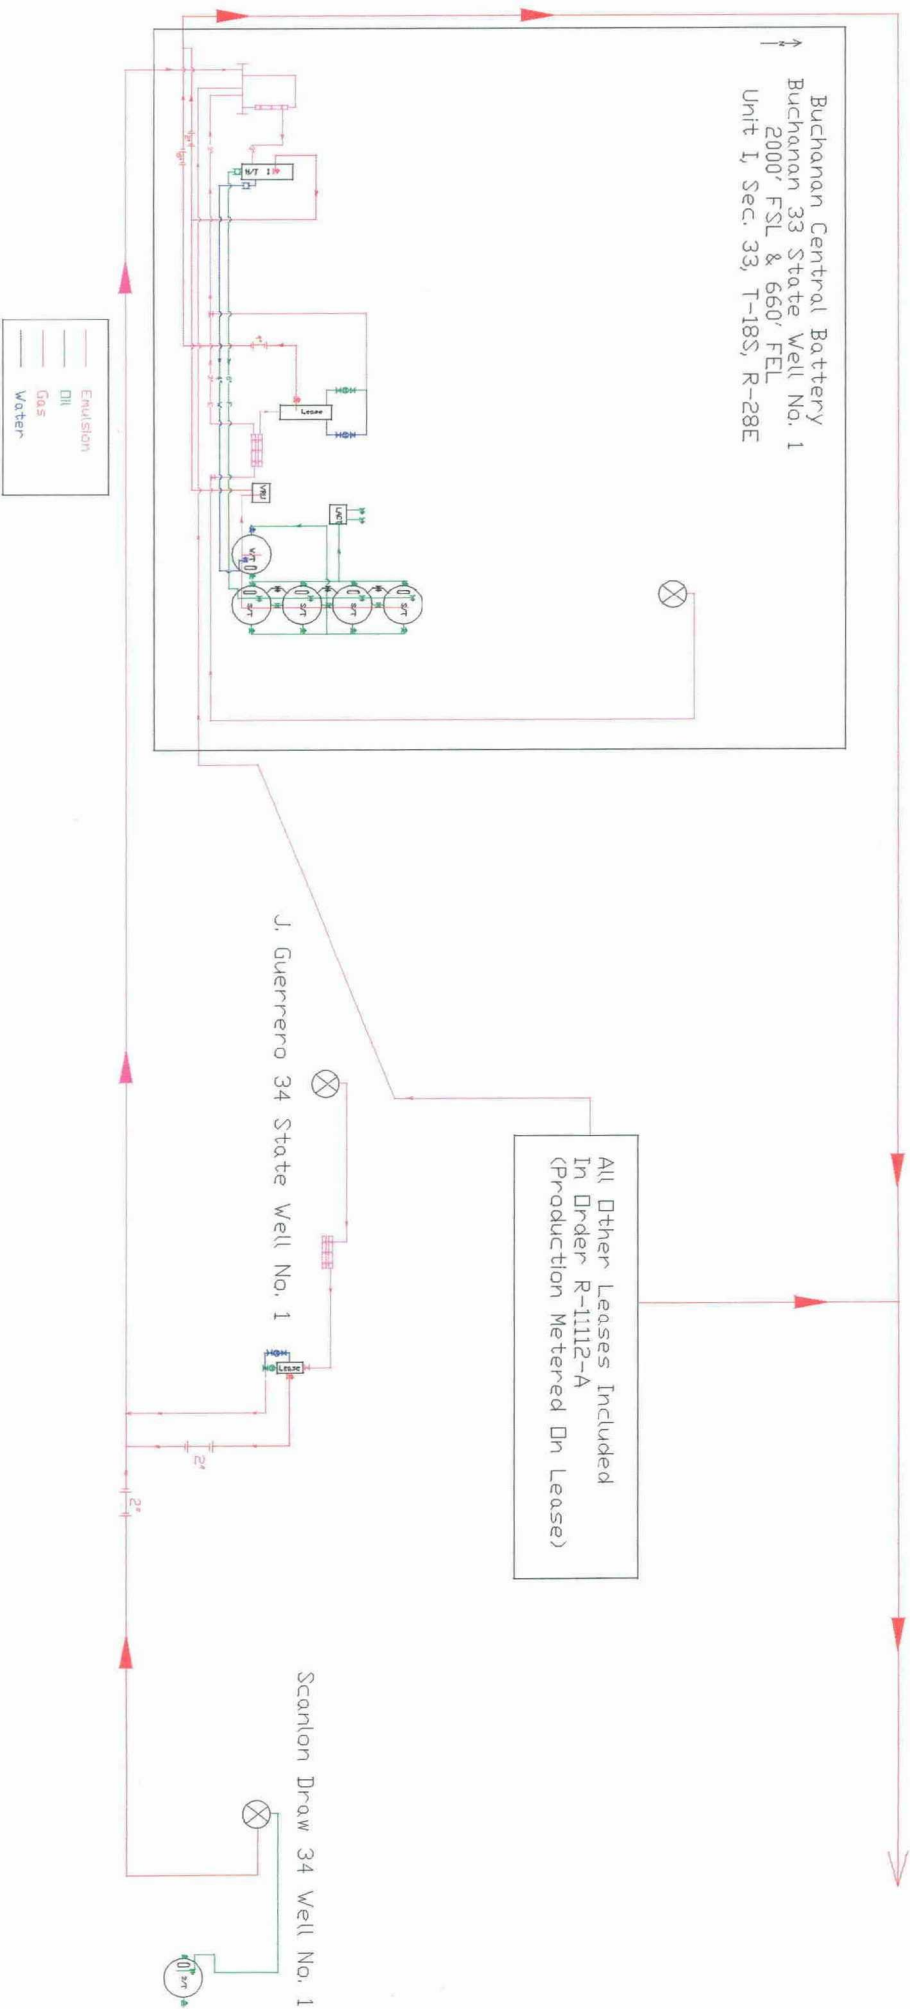 Buchanan Central Battery
Buchanan 33 State Well No. 1
2000' FSL & 660' FEL
Unit I, Sec. 33, T-18S, R-28E
N
H/T 1
Lease
VRU
LACT
W/T
S/T
S/T
S/T
S/T
All Other Leases Included
In Order R-11112-A
(Production Metered On Lease)
J. Guerrero 34 State Well No. 1
Lease
2"
2"
Scanlon Draw 34 Well No. 1
S/T
Emulsion
Oil
Gas
Water